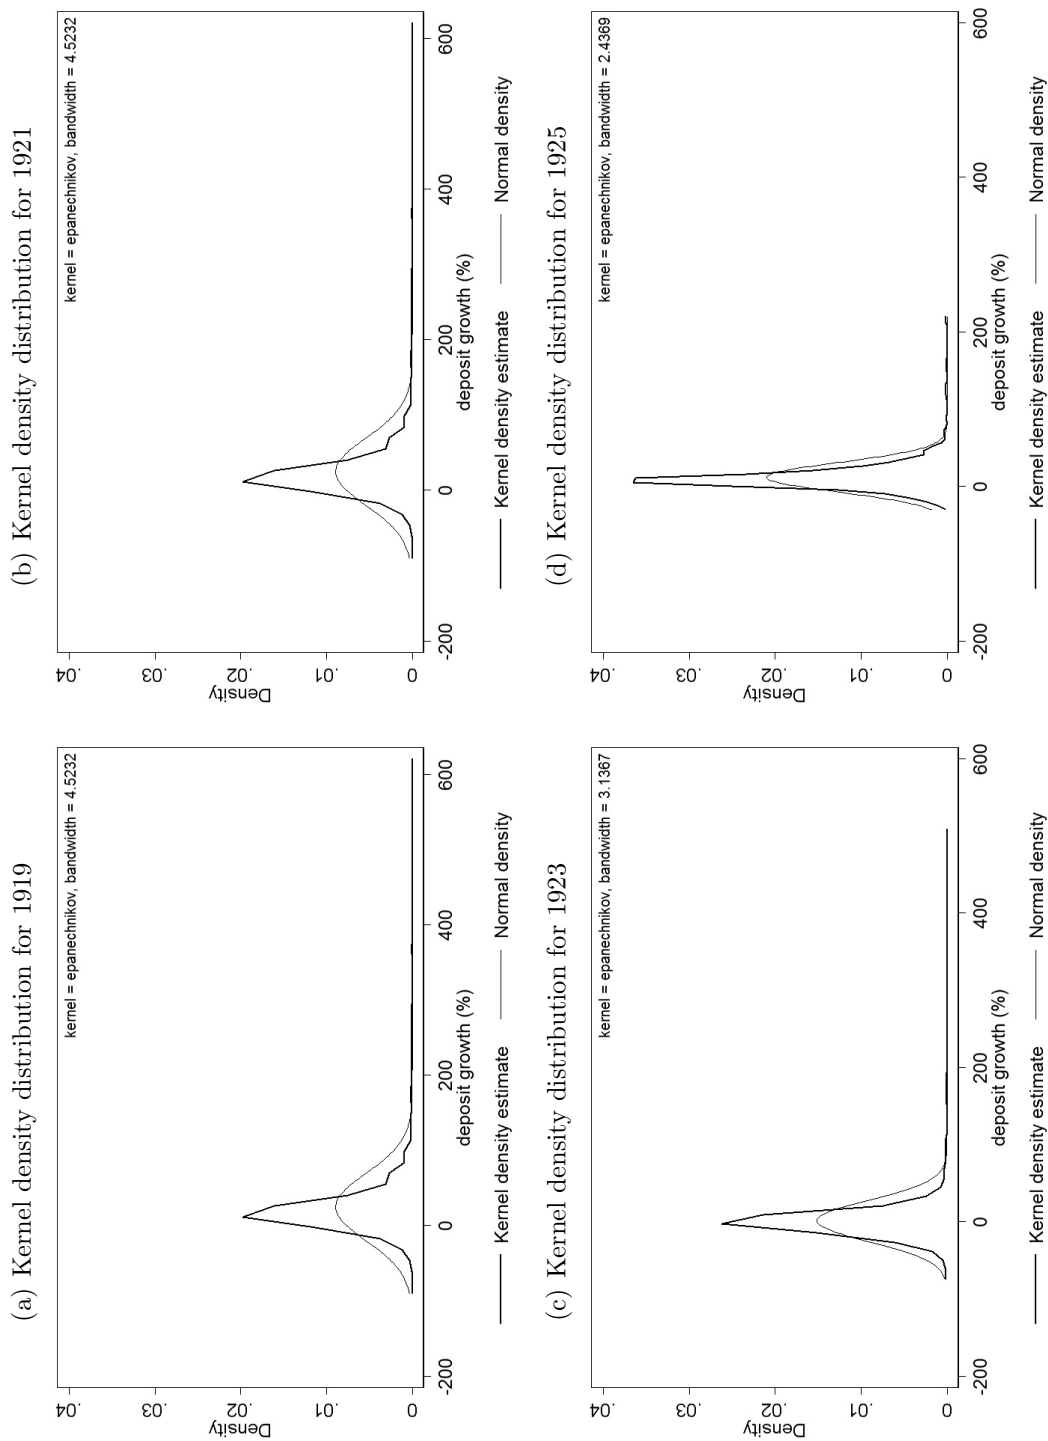 (a) Kernel density distribution for 1919
kernel = epanechnikov, bandwidth = 4.5232
.04
.03
.02
.01
0
Density
-200
0
200
400
600
deposit growth (%)
Kernel density estimate
Normal density
(b) Kernel density distribution for 1921
kernel = epanechnikov, bandwidth = 4.5232
.04
.03
.02
.01
0
Density
-200
0
200
400
600
deposit growth (%)
Kernel density estimate
Normal density
(c) Kernel density distribution for 1923
kernel = epanechnikov, bandwidth = 3.1367
.04
.03
.02
.01
0
Density
-200
0
200
400
600
deposit growth (%)
Kernel density estimate
Normal density
(d) Kernel density distribution for 1925
kernel = epanechnikov, bandwidth = 2.4369
.04
.03
.02
.01
0
Density
-200
0
200
400
600
deposit growth (%)
Kernel density estimate
Normal density